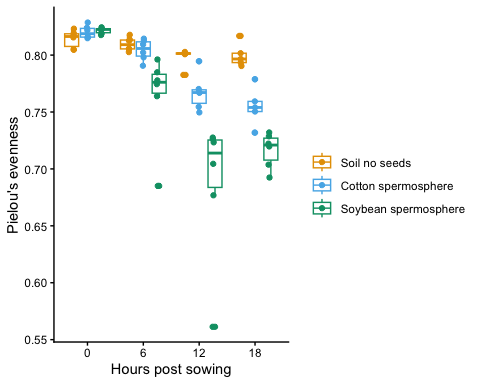 0.80
0.75
0.70
0.65
0.60
0.55
Pielou's evenness
0 6 12 18
Hours post sowing
Soil no seeds
Cotton spermosphere
Soybean spermosphere